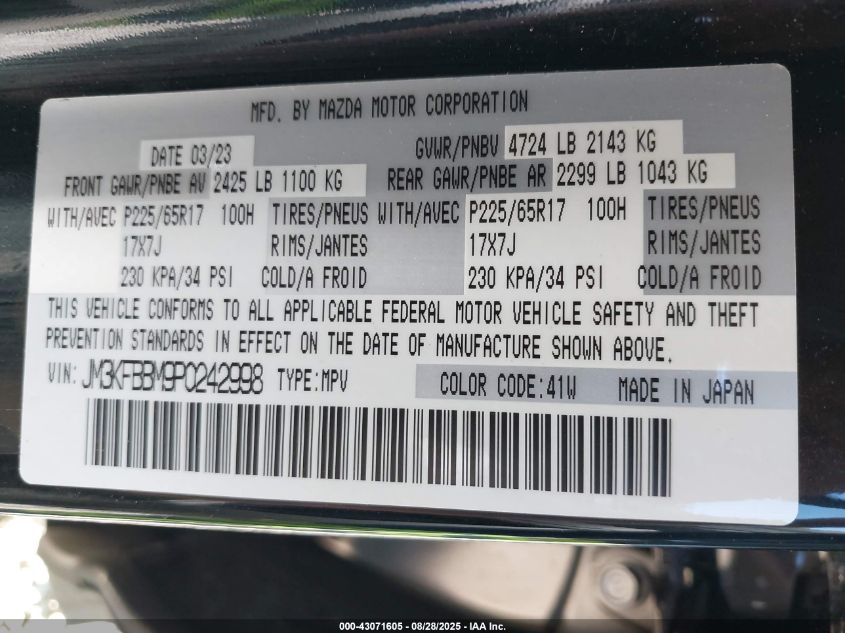 MFD. BY MAZDA MOTOR CORPORATION
DATE 03/23 GVWR/PNBV 4724 LB 2143 KG
FRONT GAWR/PNBE AV 2425 LB 1100 KG REAR GAWR/PNBE AR 2299 LB 1043 KG
WITH/AVEC P225/65R17 100H TIRES/PNEUS WITH/AVEC P225/65R17 100H TIRES/PNEUS
17X7J RIMS/JANTES 17X7J RIMS/JANTES
230 KPA/34 PSI COLD/A FROID 230 KPA/34 PSI COLD/A FROID
THIS VEHICLE CONFORMS TO ALL APPLICABLE FEDERAL MOTOR VEHICLE SAFETY AND THEFT
PREVENTION STANDARDS IN EFFECT ON THE DATE OF MANUFACTURE SHOWN ABOVE.
VIN: JM3KFBBM9P0242998 TYPE:MPV COLOR CODE:41W MADE IN JAPAN
000-43071605 - 08/28/2025 - IAA Inc.